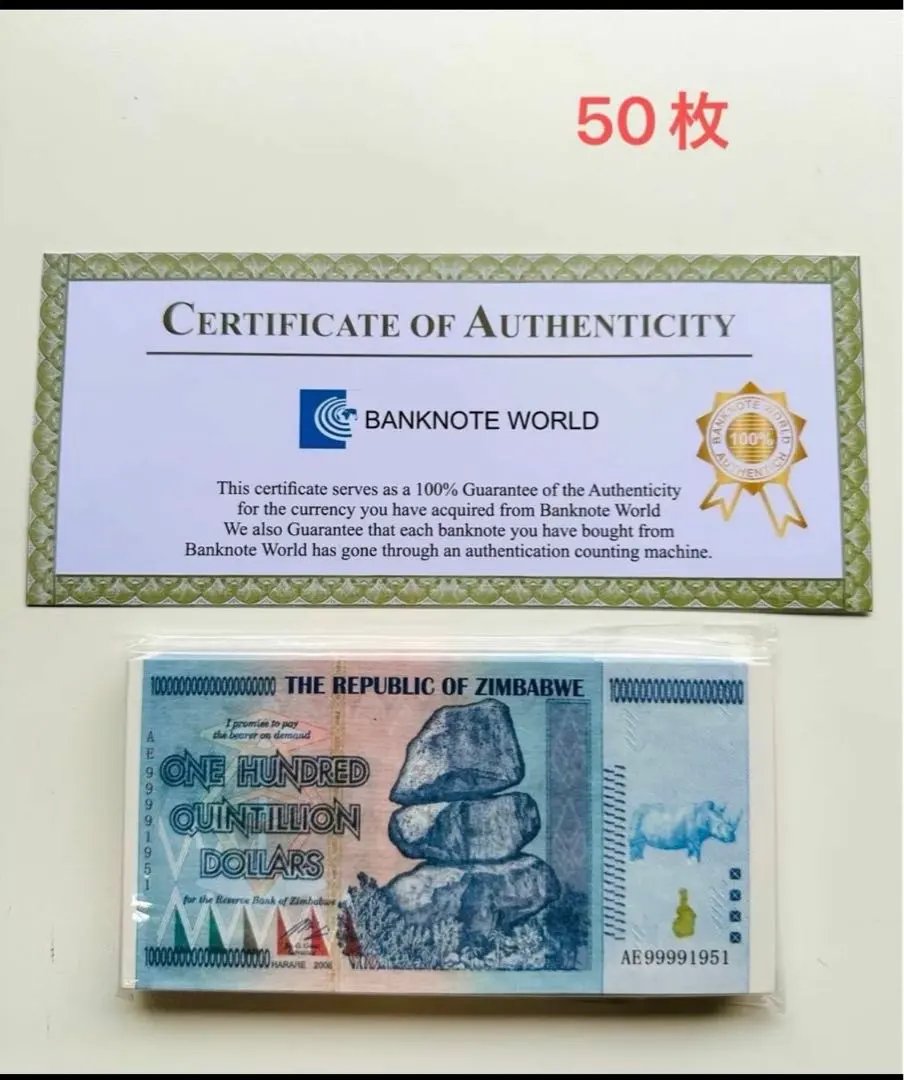 50枚
CERTIFICATE OF AUTHENTICITY
BANKNOTE WORLD
BANKNOTE WORLD
100%
AUTHENTICH
This certificate serves as a 100% Guarantee of the Authenticity
for the currency you have acquired from Banknote World
We also Guarantee that each banknote you have bought from
Banknote World has gone through an authentication counting machine.
THE REPUBLIC OF ZIMBABWE
I promise to pay
the bearer on demand
AE99991951
ONE HUNDRED
QUINTILLION
DOLLARS
for the Reserve Bank of Zimbabwe
HARARE 2008
AE99991951